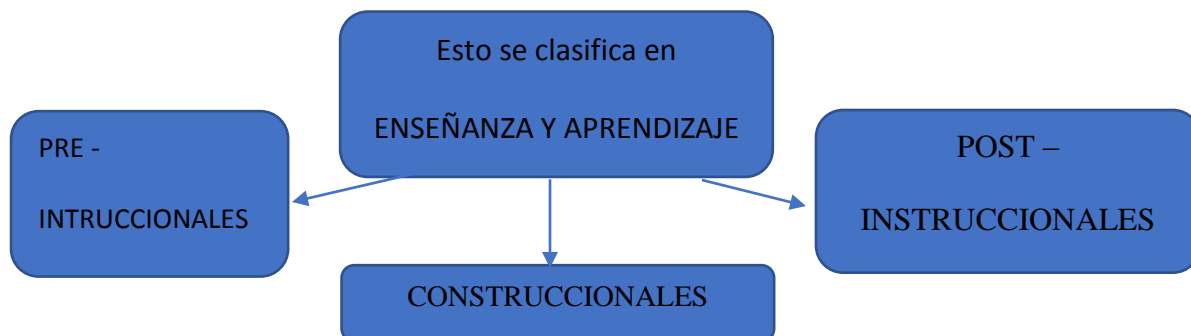 Esto se clasifica en
ENSEÑANZA Y APRENDIZAJE
PRE -
INTRUCCIONALES
POST –
INSTRUCCIONALES
CONSTRUCCIONALES